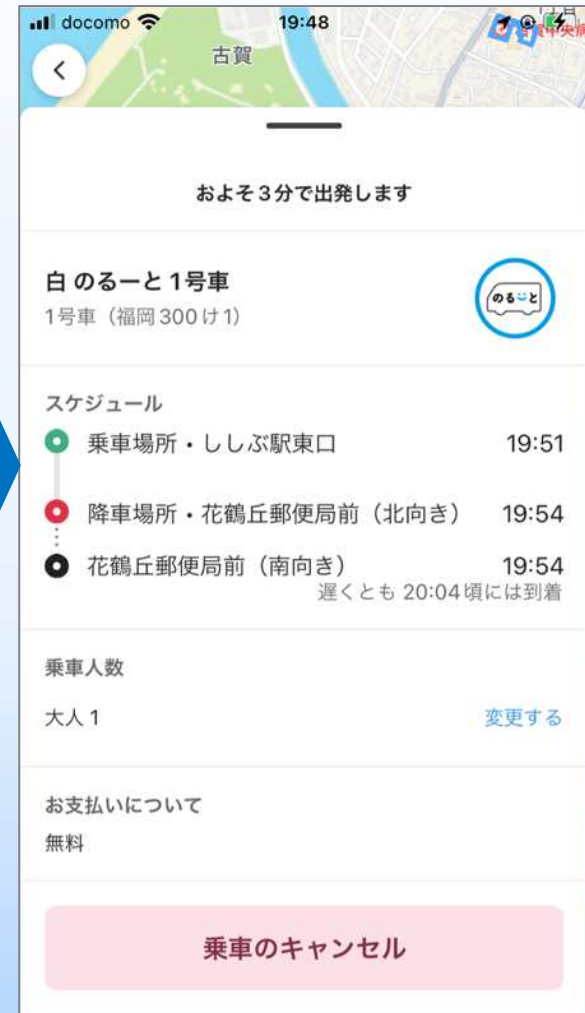 docomo 19:48
古賀
およそ3分で出発します
白 のるーと 1号車
1号車（福岡 300 け 1）
のるーと
スケジュール
乗車場所・ししぶ駅東口 19:51
降車場所・花鶴丘郵便局前（北向き） 19:54
花鶴丘郵便局前（南向き） 19:54
遅くとも 20:04頃には到着
乗車人数
大人 1 変更する
お支払いについて
無料
乗車のキャンセル